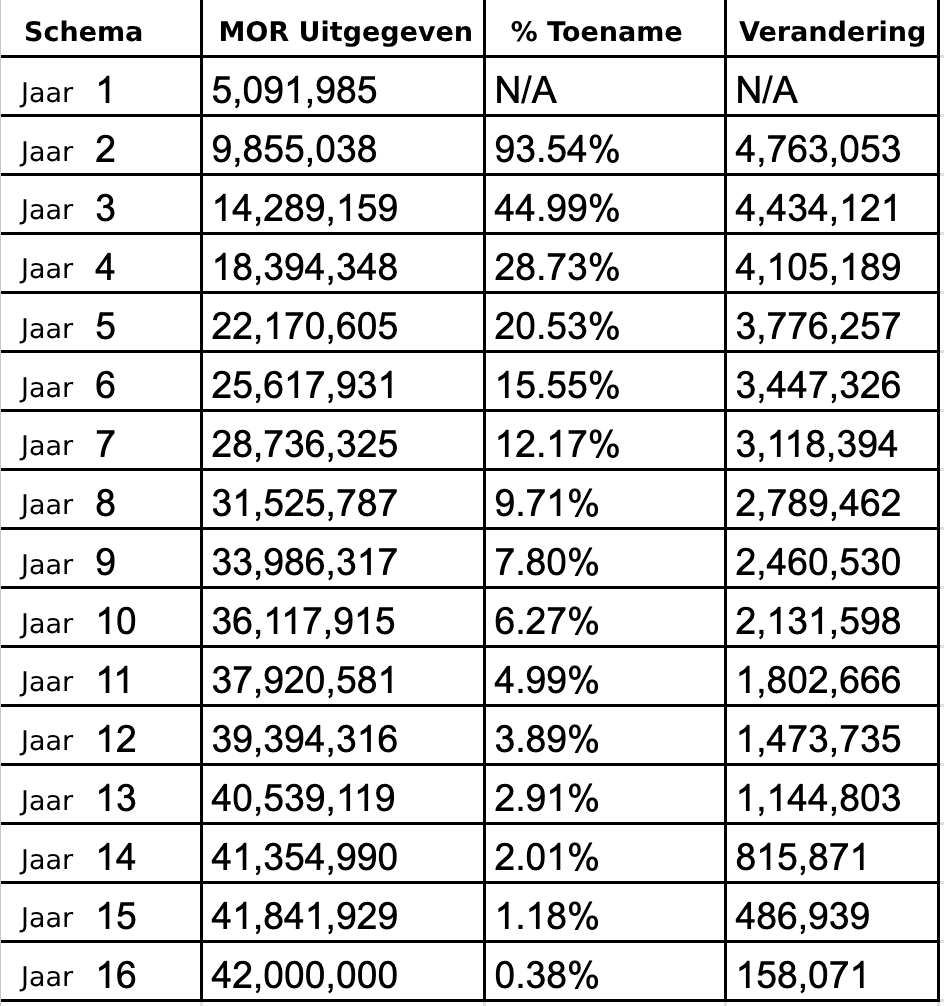 Schema MOR Uitgegeven % Toename Verandering
Jaar 1 5,091,985 N/A N/A
Jaar 2 9,855,038 93.54% 4,763,053
Jaar 3 14,289,159 44.99% 4,434,121
Jaar 4 18,394,348 28.73% 4,105,189
Jaar 5 22,170,605 20.53% 3,776,257
Jaar 6 25,617,931 15.55% 3,447,326
Jaar 7 28,736,325 12.17% 3,118,394
Jaar 8 31,525,787 9.71% 2,789,462
Jaar 9 33,986,317 7.80% 2,460,530
Jaar 10 36,117,915 6.27% 2,131,598
Jaar 11 37,920,581 4.99% 1,802,666
Jaar 12 39,394,316 3.89% 1,473,735
Jaar 13 40,539,119 2.91% 1,144,803
Jaar 14 41,354,990 2.01% 815,871
Jaar 15 41,841,929 1.18% 486,939
Jaar 16 42,000,000 0.38% 158,071